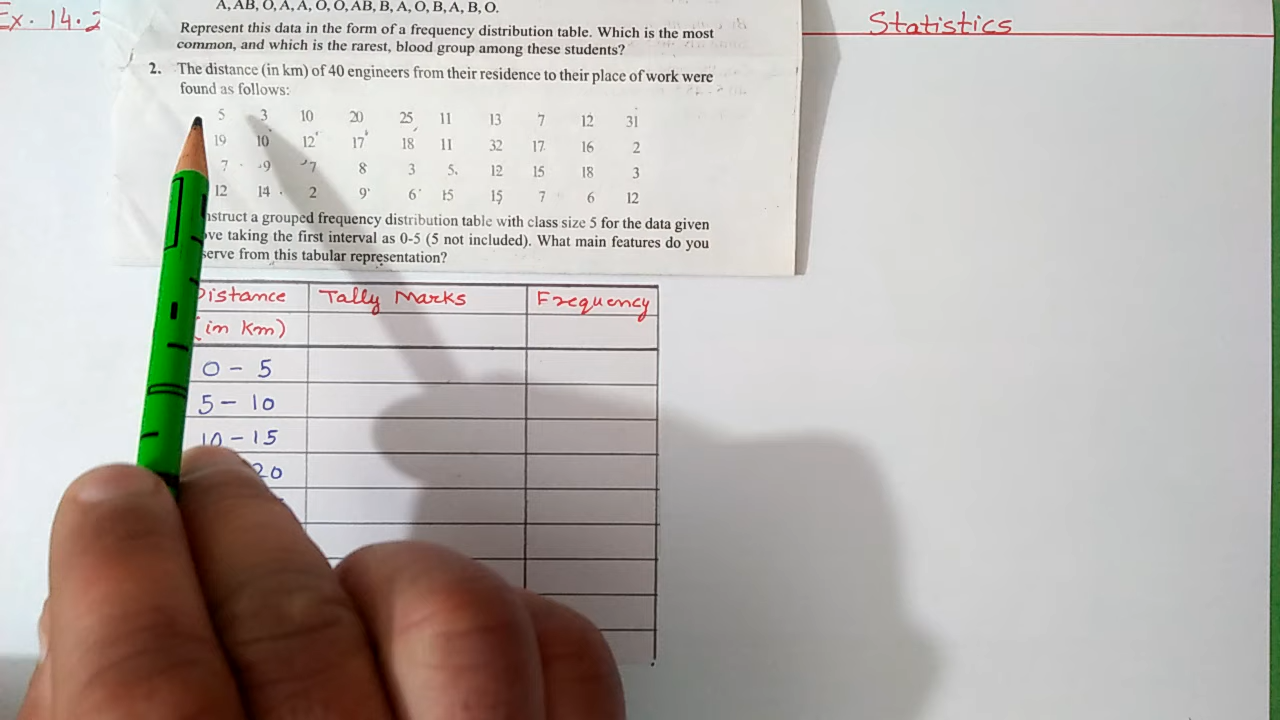 Ex. 14.2
Statistics
A, AB, O, A, A, O, O, AB, B, A, O, B, A, B, O.
Represent this data in the form of a frequency distribution table. Which is the most
common, and which is the rarest, blood group among these students?
2. The distance (in km) of 40 engineers from their residence to their place of work were
found as follows:
5 3 10 20 25 11 13 7 12 31
19 10 12 17 18 11 32 17 16 2
7 9 7 8 3 5 12 15 18 3
12 14 2 9 6 15 15 7 6 12
nstruct a grouped frequency distribution table with class size 5 for the data given
ve taking the first interval as 0-5 (5 not included). What main features do you
serve from this tabular representation?
Distance Tally Marks Frequency
(in Km)
0 - 5
5 - 10
10 - 15
20